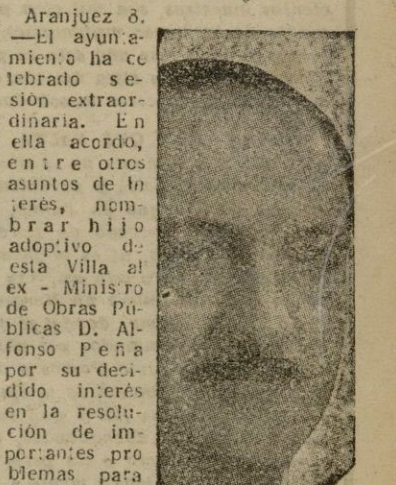 Aranjuez 8.
—El ayunta-
miento ha ce
lebrado se-
sión extraor-
dinaria. En
ella acordo,
entre otros
asuntos de in
terés, nom-
brar hijo
adoptivo de
esta Villa al
ex - Ministro
de Obras Pú-
blicas D. Al-
fonso Peña
por su deci-
dido interés
en la resolu-
ción de im-
portantes pro
blemas para